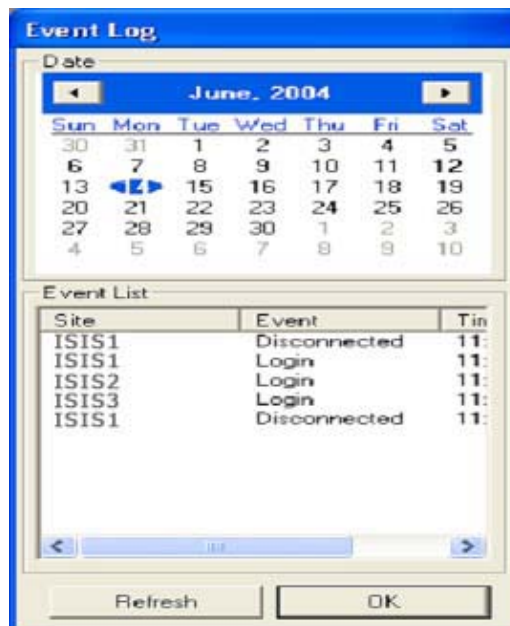 Event Log
Date
June, 2004
Sun Mon Tue Wed Thu Fri Sat
30 31 1 2 3 4 5
6 7 8 9 10 11 12
13 15 16 17 18 19
20 21 22 23 24 25 26
27 28 29 30 1 2 3
4 5 6 7 8 9 10
Event List
Site Event Tim
ISIS1 Disconnected 11:
ISIS1 Login 11:
ISIS2 Login 11:
ISIS3 Login 11:
ISIS1 Disconnected 11:
Refresh OK